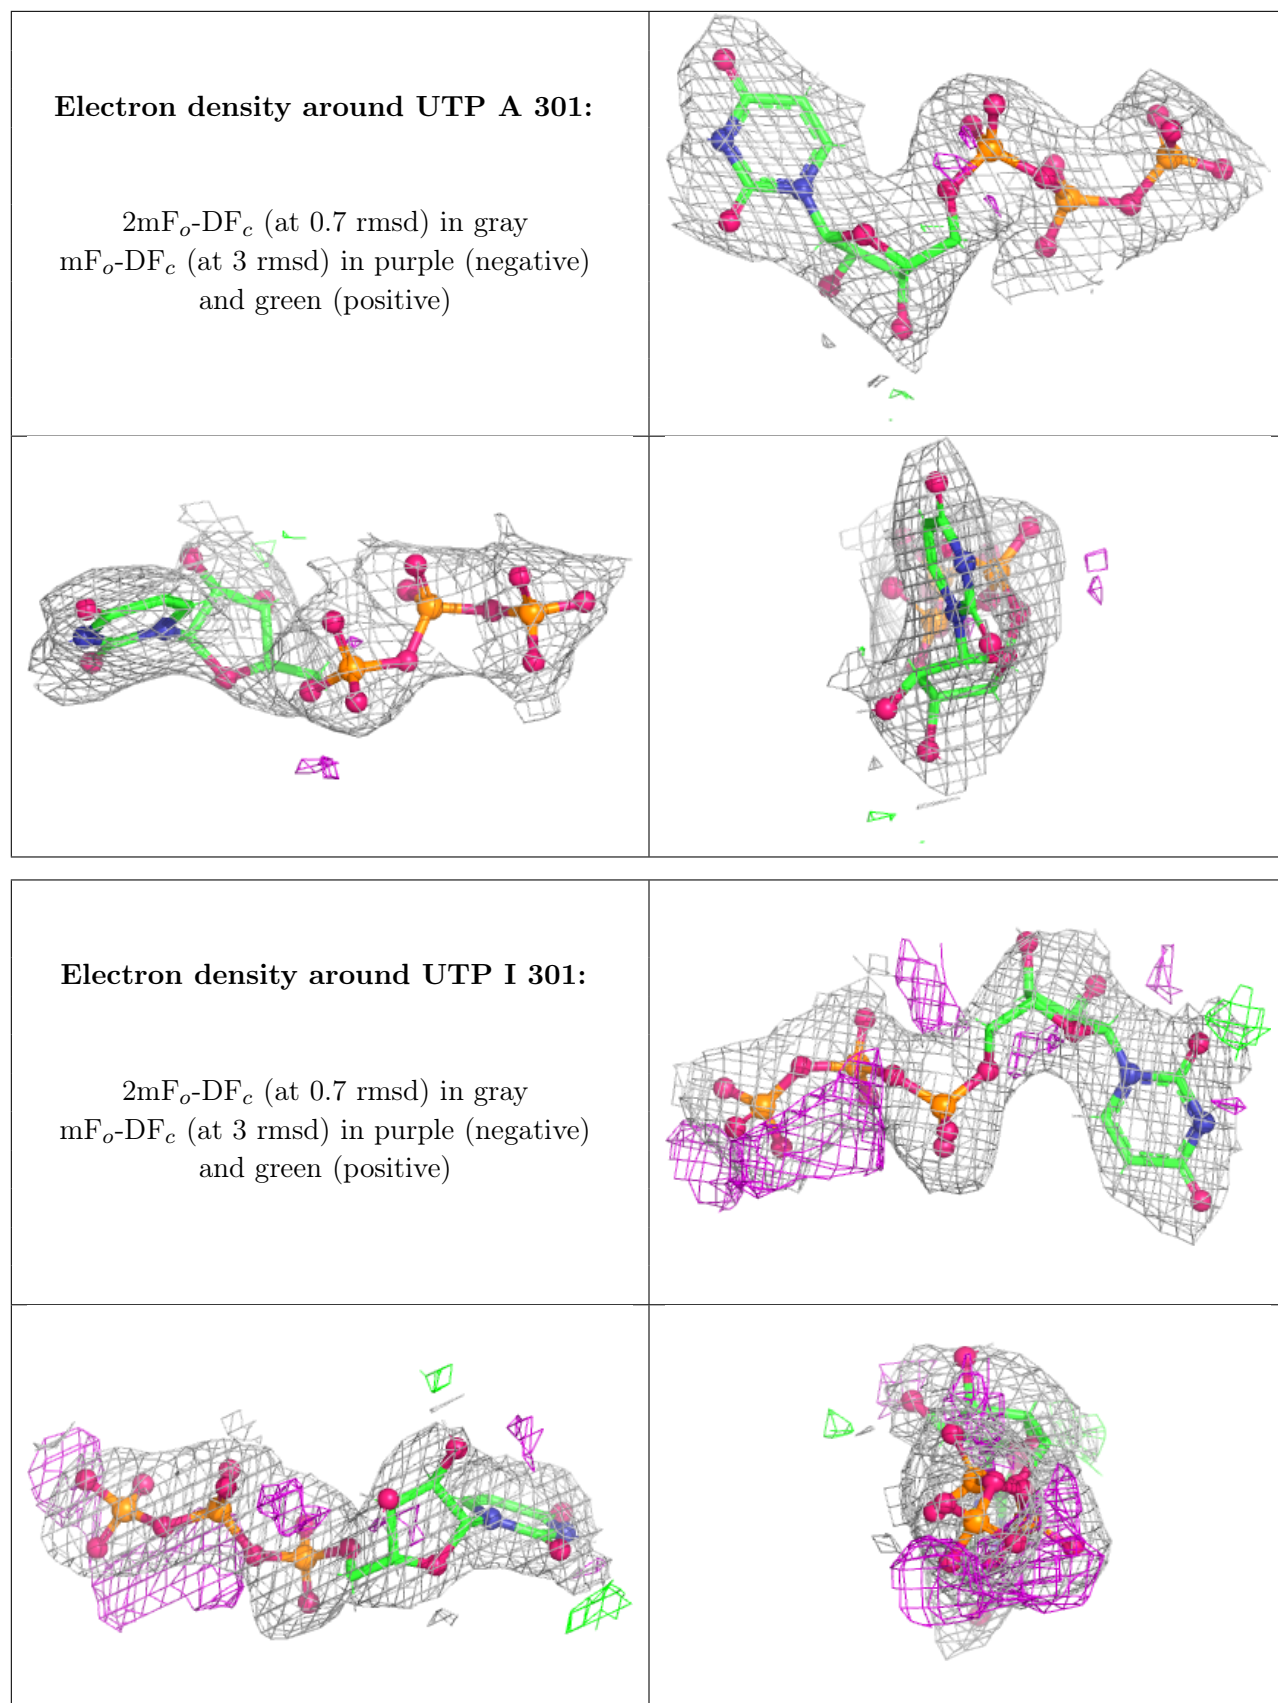 Electron density around UTP A 301:
2mFo-DFc (at 0.7 rmsd) in gray
mFo-DFc (at 3 rmsd) in purple (negative)
and green (positive)
Electron density around UTP I 301:
2mFo-DFc (at 0.7 rmsd) in gray
mFo-DFc (at 3 rmsd) in purple (negative)
and green (positive)